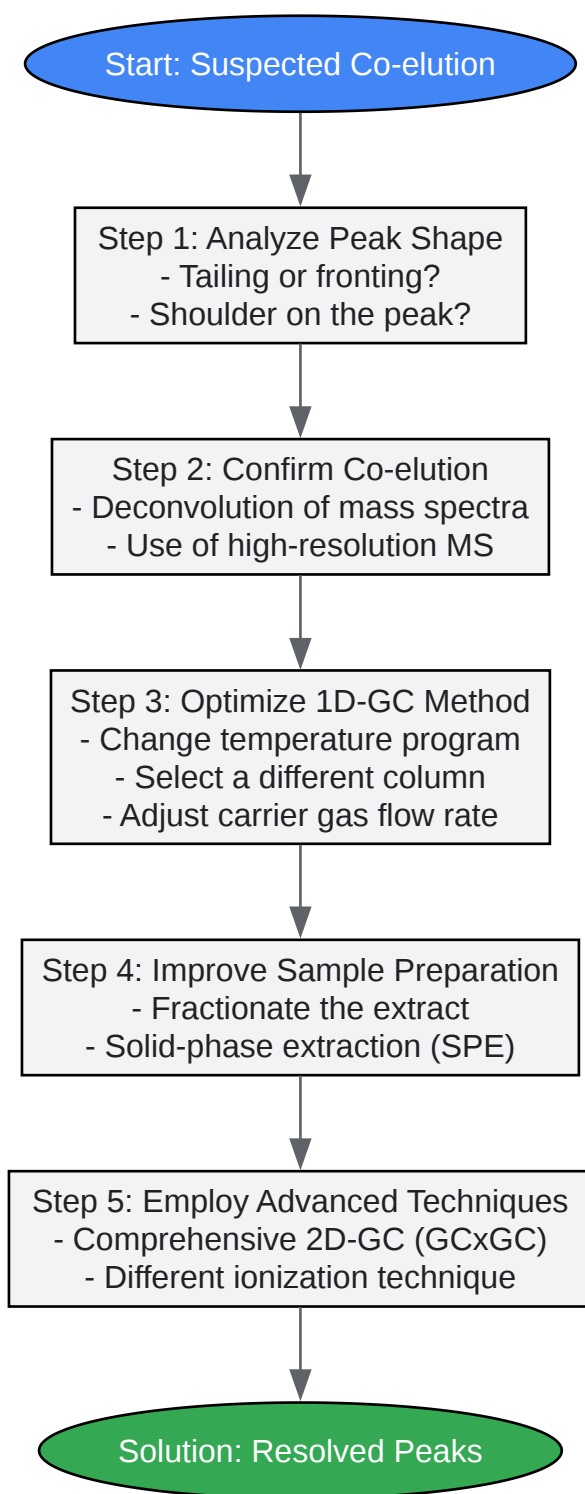 Start: Suspected Co-elution
Step 1: Analyze Peak Shape
- Tailing or fronting?
- Shoulder on the peak?
Step 2: Confirm Co-elution
- Deconvolution of mass spectra
- Use of high-resolution MS
Step 3: Optimize 1D-GC Method
- Change temperature program
- Select a different column
- Adjust carrier gas flow rate
Step 4: Improve Sample Preparation
- Fractionate the extract
- Solid-phase extraction (SPE)
Step 5: Employ Advanced Techniques
- Comprehensive 2D-GC (GCxGC)
- Different ionization technique
Solution: Resolved Peaks